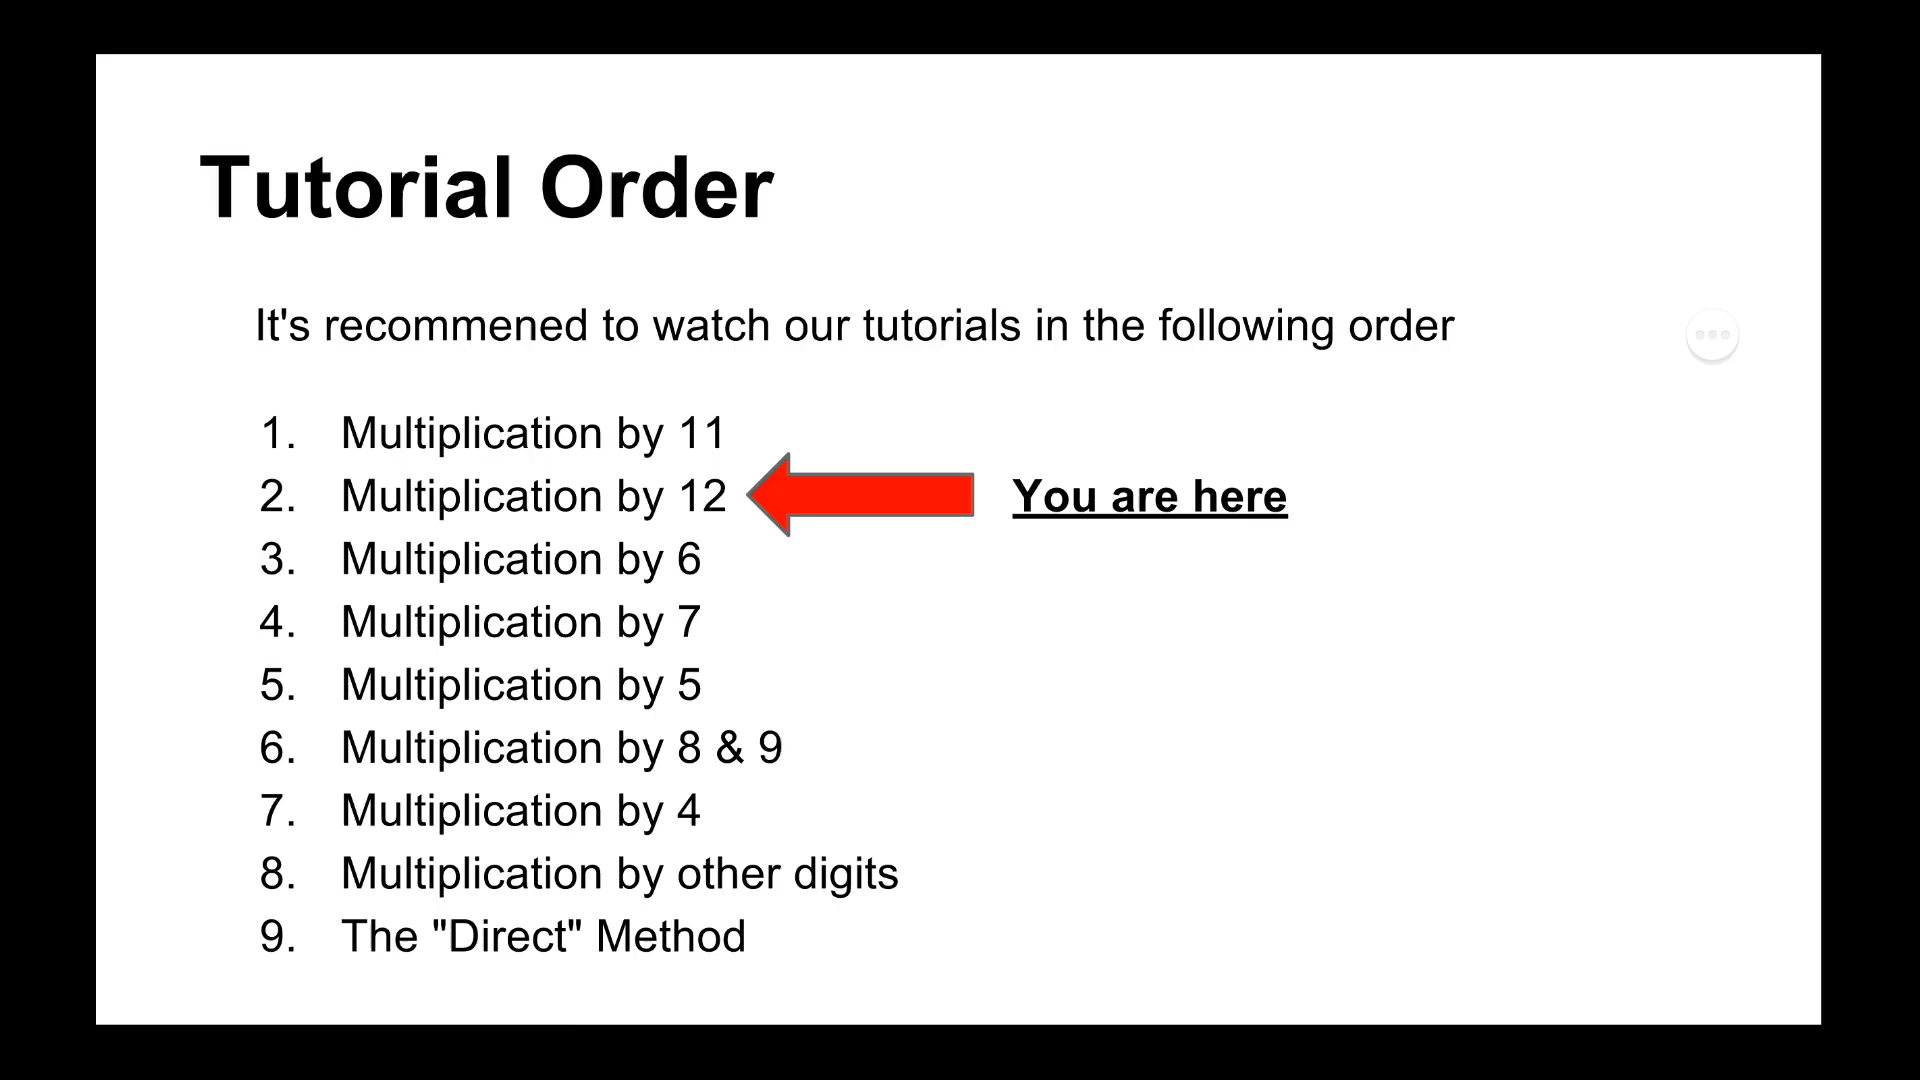 Tutorial Order
It's recommened to watch our tutorials in the following order
1. Multiplication by 11
2. Multiplication by 12 You are here
3. Multiplication by 6
4. Multiplication by 7
5. Multiplication by 5
6. Multiplication by 8 & 9
7. Multiplication by 4
8. Multiplication by other digits
9. The "Direct" Method